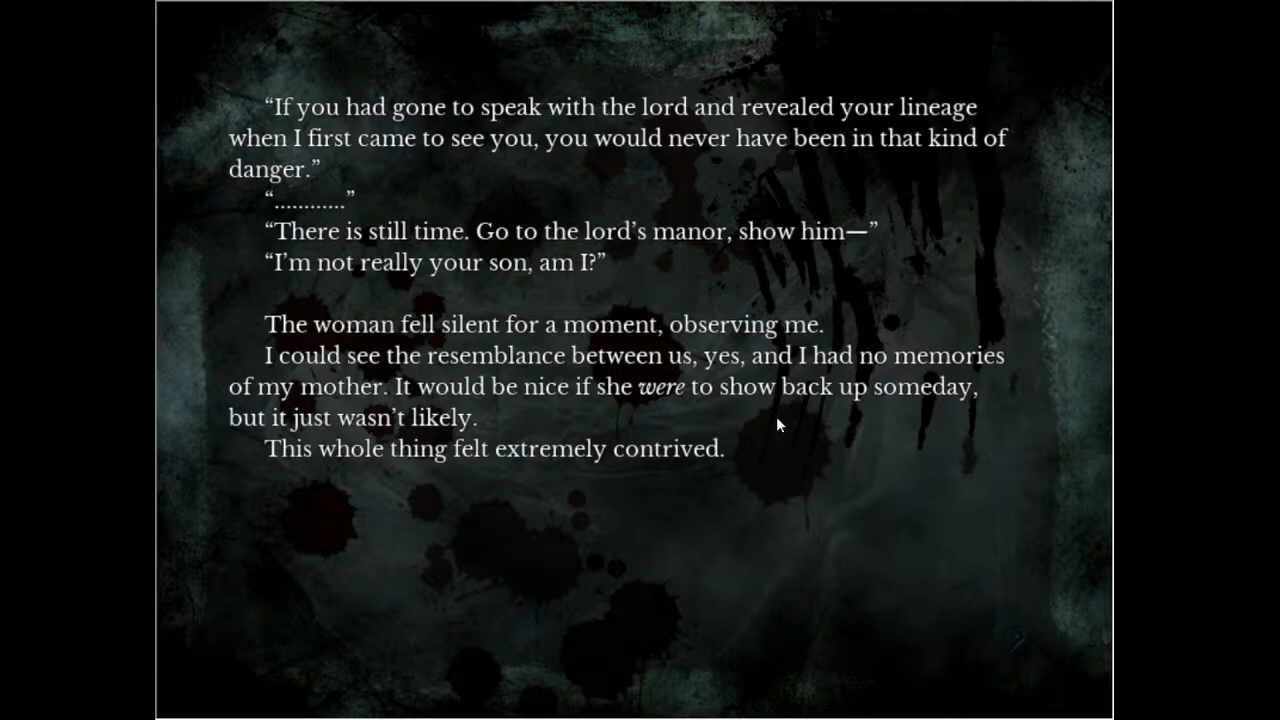 “If you had gone to speak with the lord and revealed your lineage
when I first came to see you, you would never have been in that kind of
danger.”
“............”
“There is still time. Go to the lord’s manor, show him—”
“I’m not really your son, am I?”
The woman fell silent for a moment, observing me.
I could see the resemblance between us, yes, and I had no memories
of my mother. It would be nice if she were to show back up someday,
but it just wasn’t likely.
This whole thing felt extremely contrived.